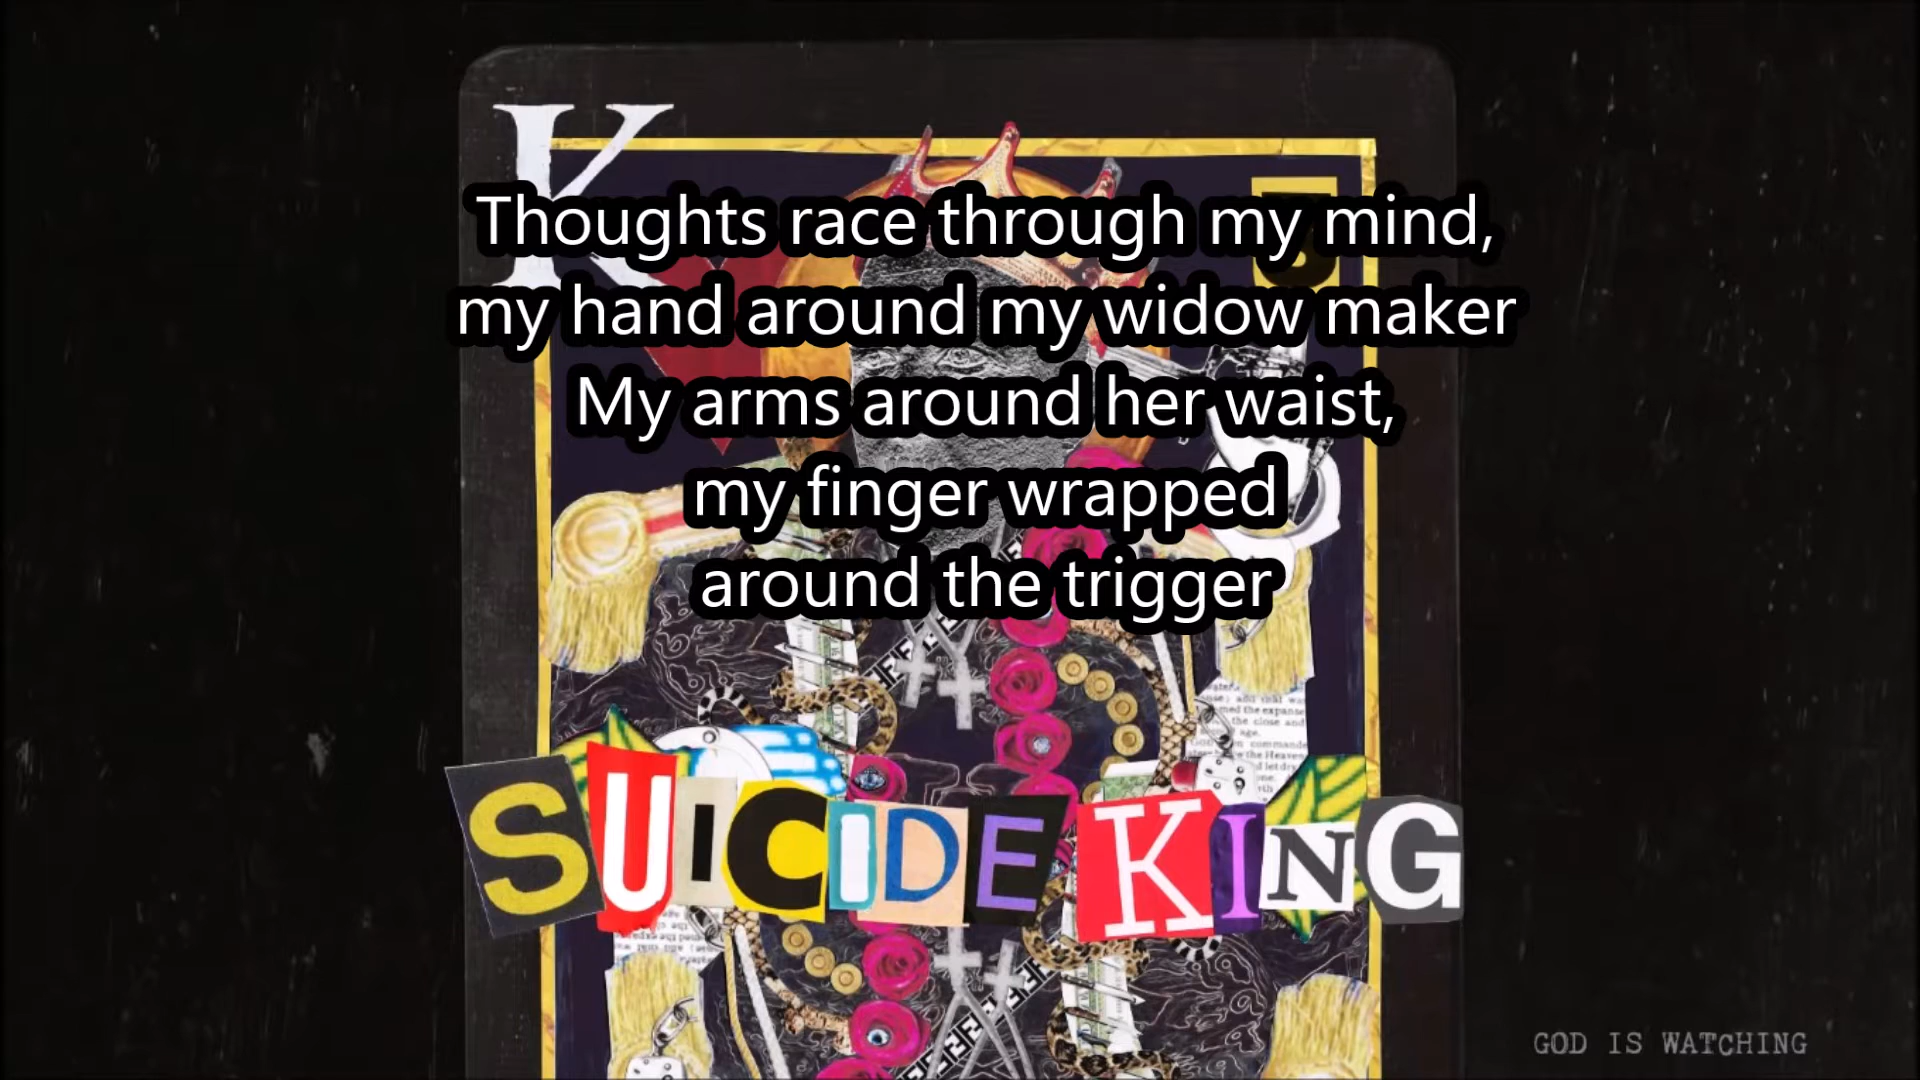 K
Thoughts race through my mind,
my hand around my widow maker
My arms around her waist,
my finger wrapped
around the trigger
SUICIDE KING
GOD IS WATCHING